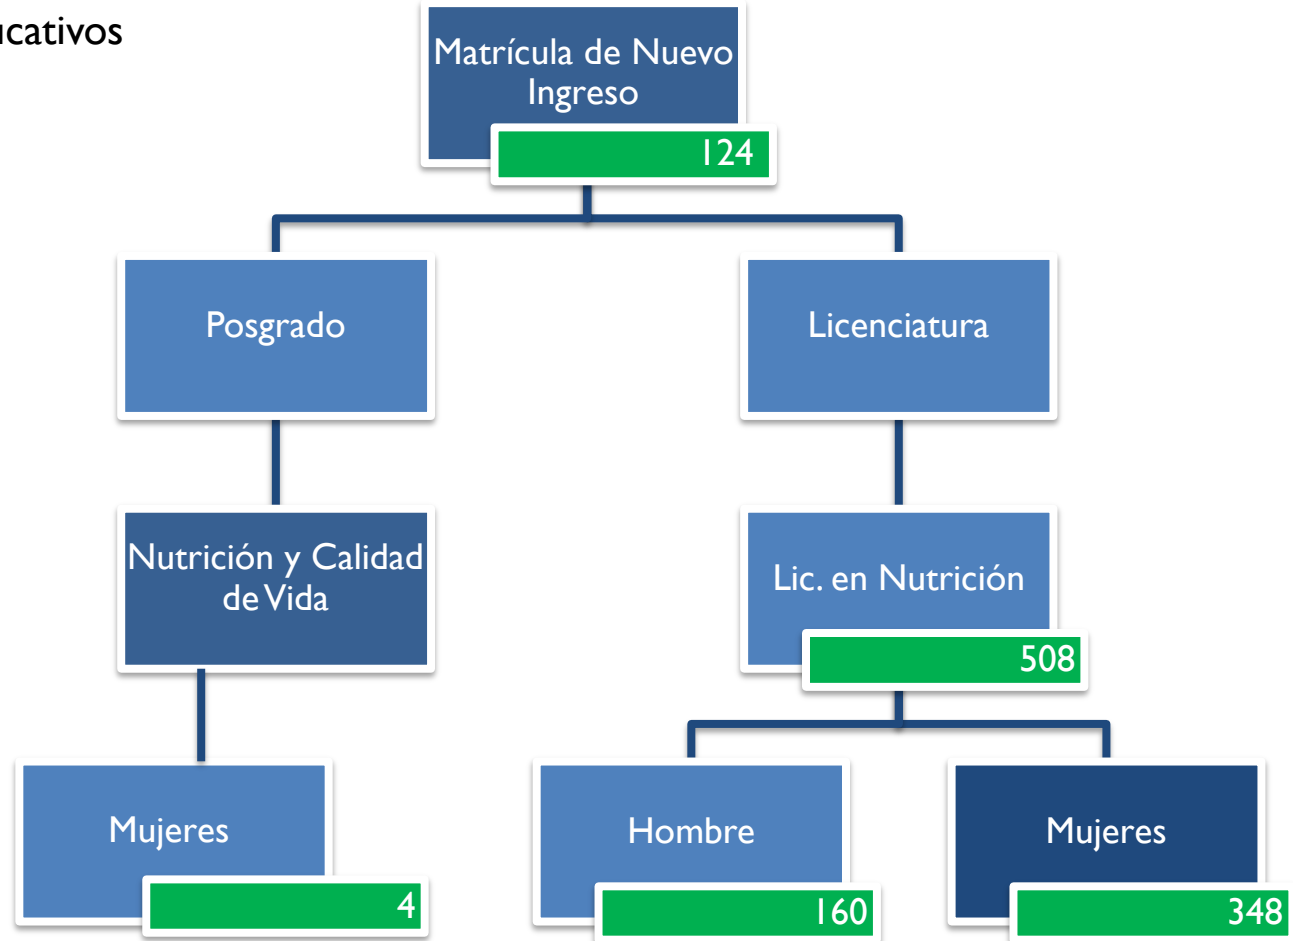 ucativos
Matrícula de Nuevo
Ingreso
124
Posgrado
Licenciatura
Nutrición y Calidad
de Vida
Lic. en Nutrición
508
Mujeres
4
Hombre
160
Mujeres
348